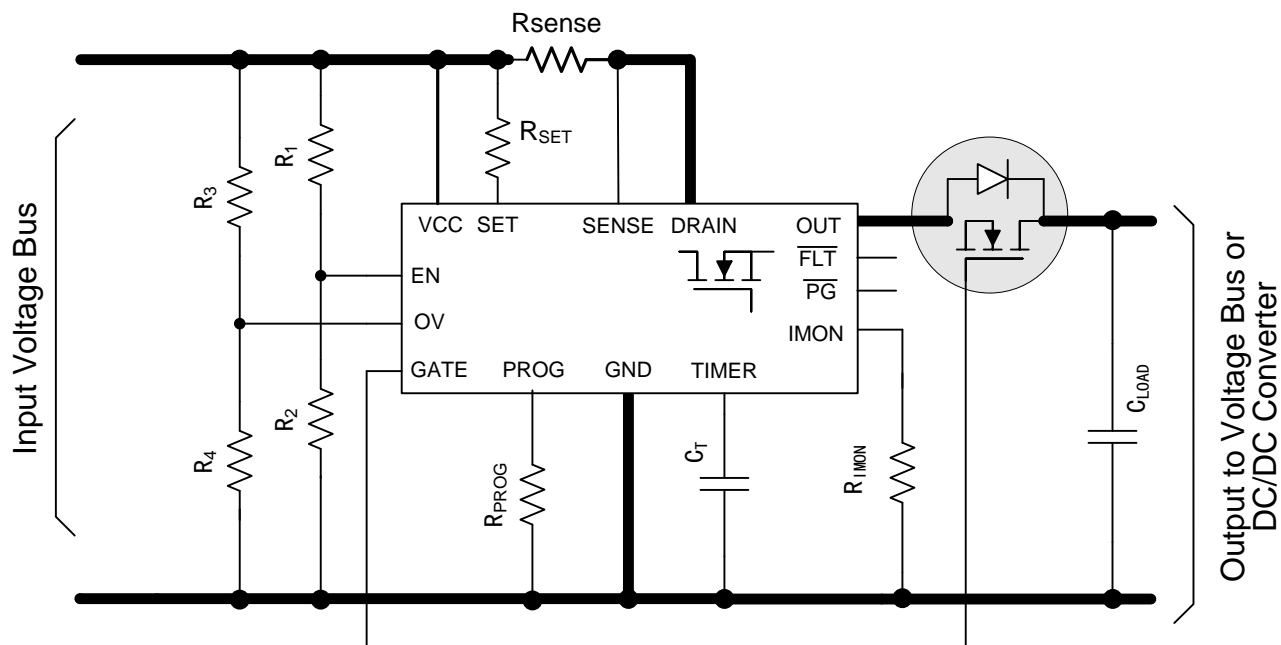 Rsense
RSET
R1
R3
VCC SET SENSE DRAIN OUT
FLT
EN
PG
OV
IMON
GATE PROG GND TIMER
R2
R4
RPROG
CT
RIMON
CLOAD
Input Voltage Bus
Output to Voltage Bus or
DC/DC Converter